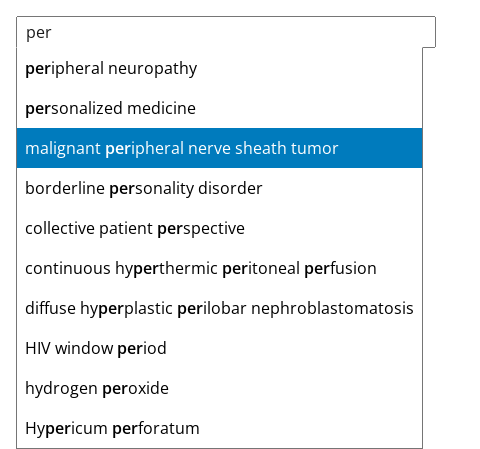 per
peripheral neuropathy
personalized medicine
malignant peripheral nerve sheath tumor
borderline personality disorder
collective patient perspective
continuous hyperthermic peritoneal perfusion
diffuse hyperplastic perilobar nephroblastomatosis
HIV window period
hydrogen peroxide
Hypericum perforatum